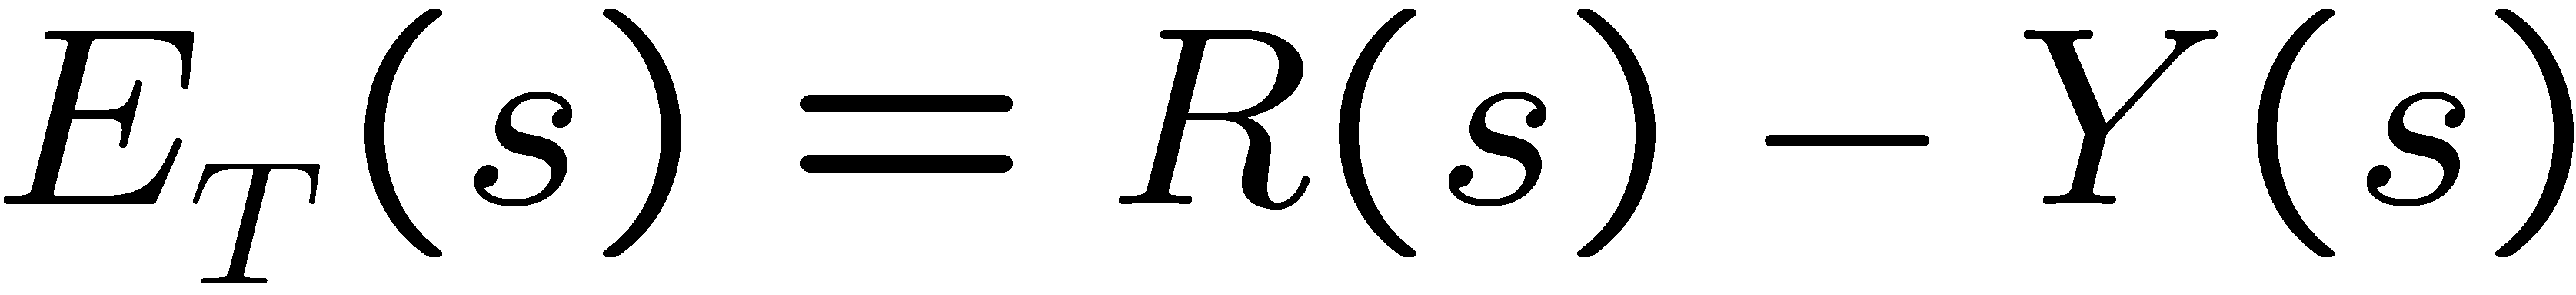 E_T(s) = R(s) − Y(s)